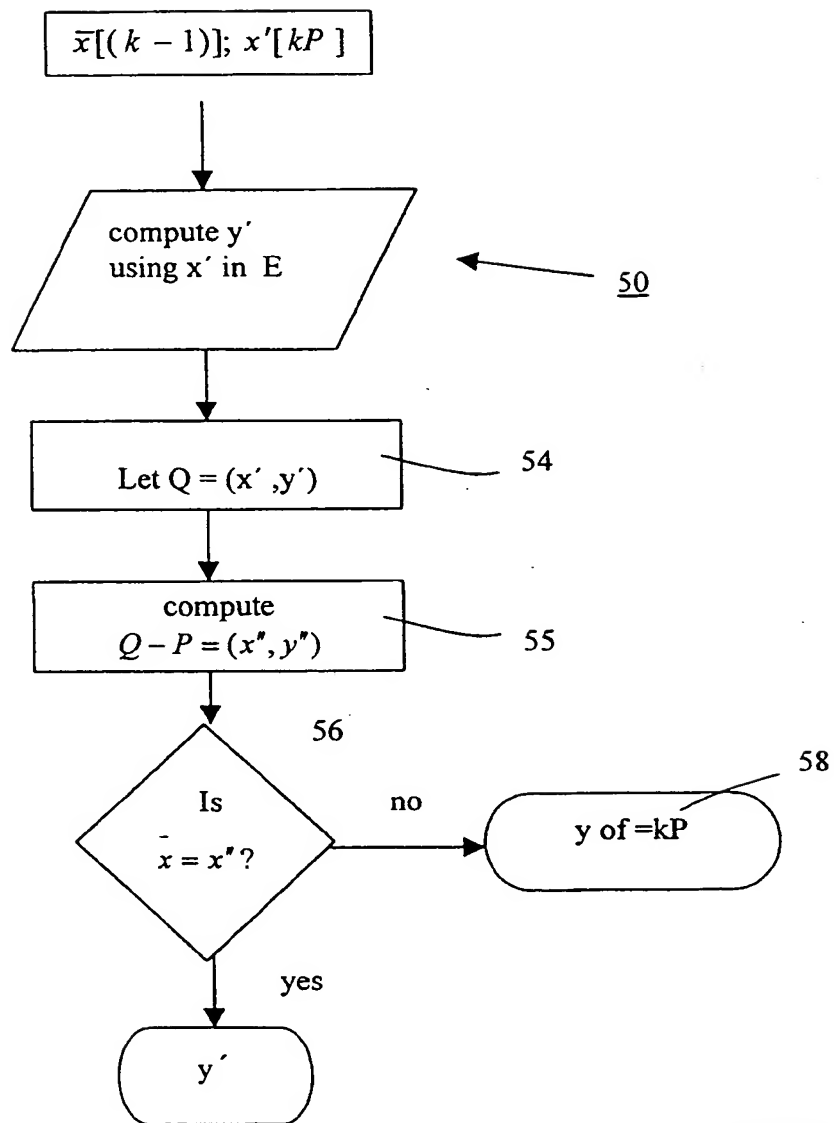 x̄[( k − 1)]; x′[kP ]
compute y′
using x′ in E
50
Let Q = (x′ ,y′)
54
compute
Q − P = (x″, y″)
55
56
Is
x̄ = x″ ?
no
58
y of =kP
yes
y′